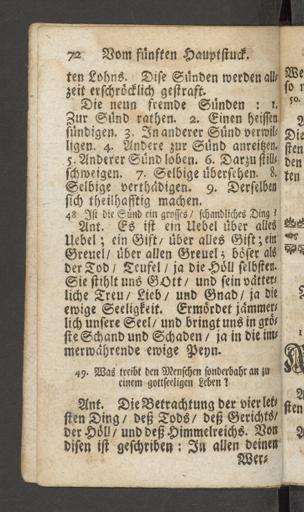 72 Vom fünften Hauptstuck.
ten Lohns. Dise Sünden werden all-
zeit erschröcklich gestraft.
Die neun fremde Sünden : 1.
Zur Sünd rathen. 2. Einen heissen
sündigen. 3. In anderer Sünd verwil-
ligen. 4. Andere zur Sünd anreitzen.
5. Anderer Sünd loben. 6. Darzu still-
schweigen. 7. Selbige übersehen. 8.
Selbige verthädigen. 9. Derselben
sich theilhafftig machen.
48 Ist die Sünd ein grosses / schandliches Ding ?
Ant. Es ist ein Uebel über alles
Uebel ; ein Gift / über alles Gift ; ein
Greuel / über allen Greuel ; böser als
der Tod / Teufel / ja die Höll selbsten.
Sie stihlt uns GOtt / und sein vätter-
liche Treu / Lieb / und Gnad / ja die
ewige Seeligkeit. Ermördet jämmer-
lich unsere Seel / und bringt uns in grö-
ste Schand und Schaden / ja in die im-
merwährende ewige Peyn.
49. Was treibt den Menschen sonderbahr an zu
einem gottseeligen Leben ?
Ant. Die Betrachtung der vier let-
sten Ding / deß Tods / deß Gerichts /
der Höll / und deß Himmelreichs. Von
disen ist geschriben : In allen deinen
Wer-